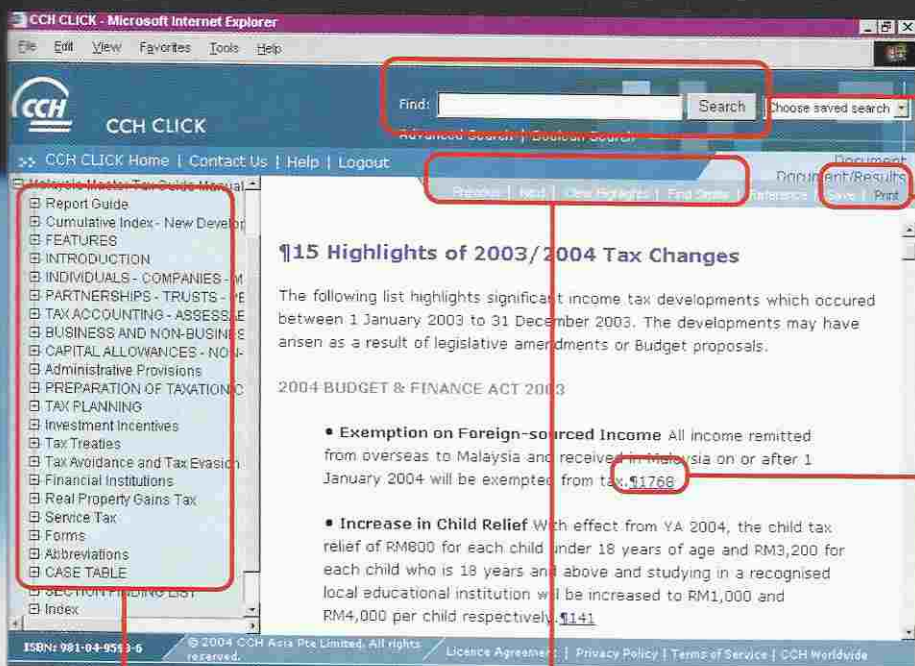 CCH CLICK - Microsoft Internet Explorer
File Edit View Favorites Tools Help
CCH
CCH CLICK
Find: Search Choose saved search
Advanced Search | Boolean Search
>> CCH CLICK Home | Contact Us | Help | Logout
Document
Document/Results
Previous | Next | Clear Highlights | Find Similar | Reference | Save | Print
Malaysia Master Tax Guide Manual
Report Guide
Cumulative Index - New Develop
FEATURES
INTRODUCTION
INDIVIDUALS - COMPANIES - M
PARTNERSHIPS - TRUSTS - PE
TAX ACCOUNTING - ASSESSAE
BUSINESS AND NON-BUSINES
CAPITAL ALLOWANCES - NON-
Administrative Provisions
PREPARATION OF TAXATION C
TAX PLANNING
Investment Incentives
Tax Treaties
Tax Avoidance and Tax Evasion
Financial Institutions
Real Property Gains Tax
Service Tax
Forms
Abbreviations
CASE TABLE
SECTION FINDING LIST
Index
¶15 Highlights of 2003/2004 Tax Changes
The following list highlights significant income tax developments which occured
between 1 January 2003 to 31 December 2003. The developments may have
arisen as a result of legislative amendments or Budget proposals.
2004 BUDGET & FINANCE ACT 2003
• Exemption on Foreign-sourced Income All income remitted
from overseas to Malaysia and received in Malaysia on or after 1
January 2004 will be exempted from tax.¶1768
• Increase in Child Relief With effect from YA 2004, the child tax
relief of RM800 for each child under 18 years of age and RM3,200 for
each child who is 18 years and above and studying in a recognised
local educational institution will be increased to RM1,000 and
RM4,000 per child respectively.¶141
ISBN: 981-04-9593-6
© 2004 CCH Asia Pte Limited. All rights
reserved.
Licence Agreement | Privacy Policy | Terms of Service | CCH Worldwide